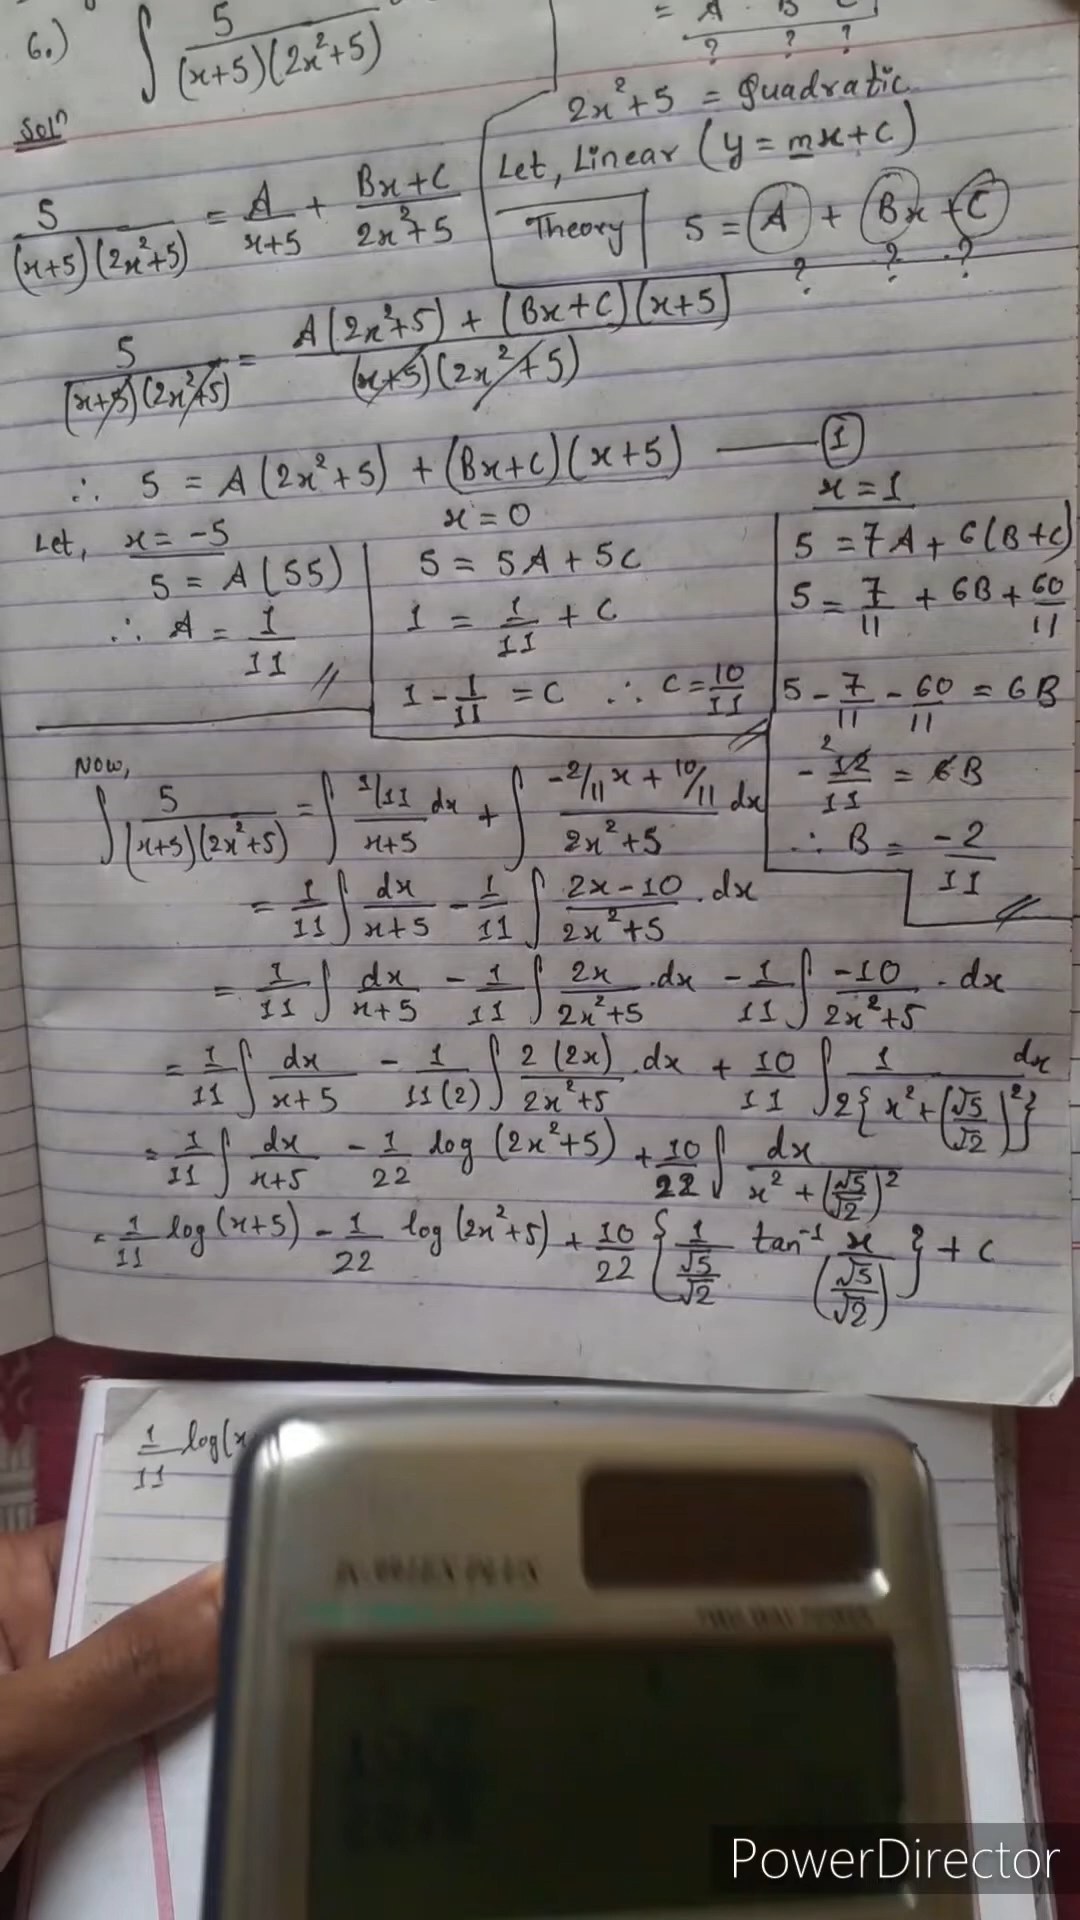 6.) ∫ 5/((x+5)(2x²+5))
= A B C
? ? ?
Solⁿ
2x²+5 = Quadratic
Let, Linear (y = mx+c)
Theory 5 = A + Bx + C
? ? ?
5/((x+5)(2x²+5)) = A/(x+5) + (Bx+C)/(2x²+5)
5/((x+5)(2x²+5)) = (A(2x²+5) + (Bx+C)(x+5))/((x+5)(2x²+5))
∴ 5 = A(2x²+5) + (Bx+C)(x+5) —— 1
Let, x = -5
5 = A(55)
∴ A = 1/11
x = 0
5 = 5A + 5C
1 = 1/11 + C
1 - 1/11 = C ∴ C = 10/11
x = 1
5 = 7A + 6(B+C)
5 = 7/11 + 6B + 60/11
5 - 7/11 - 60/11 = 6B
- 12/11 = 6B
2
∴ B = -2/11
Now,
∫ 5/((x+5)(2x²+5)) = ∫ (1/11)/(x+5) dx + ∫ (-2/11 x + 10/11)/(2x²+5) dx
= 1/11 ∫ dx/(x+5) - 1/11 ∫ (2x-10)/(2x²+5) .dx
= 1/11 ∫ dx/(x+5) - 1/11 ∫ 2x/(2x²+5) .dx - 1/11 ∫ -10/(2x²+5) . dx
= 1/11 ∫ dx/(x+5) - 1/11(2) ∫ 2(2x)/(2x²+5) .dx + 10/11 ∫ 1/(2{x²+(√5/√2)²}) dx
= 1/11 ∫ dx/(x+5) - 1/22 log (2x²+5) + 10/22 ∫ dx/(x²+(√5/√2)²)
= 1/11 log(x+5) - 1/22 log(2x²+5) + 10/22 {1/(√5/√2) tan⁻¹ x/(√5/√2)} + C
1/11 log(x
PowerDirector